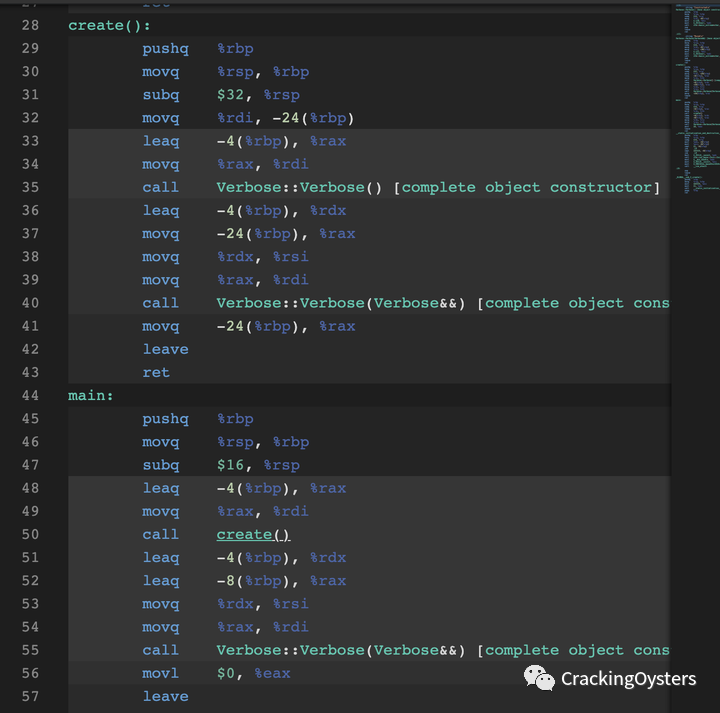 28 create():
29 pushq %rbp
30 movq %rsp, %rbp
31 subq $32, %rsp
32 movq %rdi, -24(%rbp)
33 leaq -4(%rbp), %rax
34 movq %rax, %rdi
35 call Verbose::Verbose() [complete object constructor]
36 leaq -4(%rbp), %rdx
37 movq -24(%rbp), %rax
38 movq %rdx, %rsi
39 movq %rax, %rdi
40 call Verbose::Verbose(Verbose&&) [complete object cons
41 movq -24(%rbp), %rax
42 leave
43 ret
44 main:
45 pushq %rbp
46 movq %rsp, %rbp
47 subq $16, %rsp
48 leaq -4(%rbp), %rax
49 movq %rax, %rdi
50 call create()
51 leaq -4(%rbp), %rdx
52 leaq -8(%rbp), %rax
53 movq %rdx, %rsi
54 movq %rax, %rdi
55 call Verbose::Verbose(Verbose&&) [complete object cons
56 movl $0, %eax
57 leave
CrackingOysters